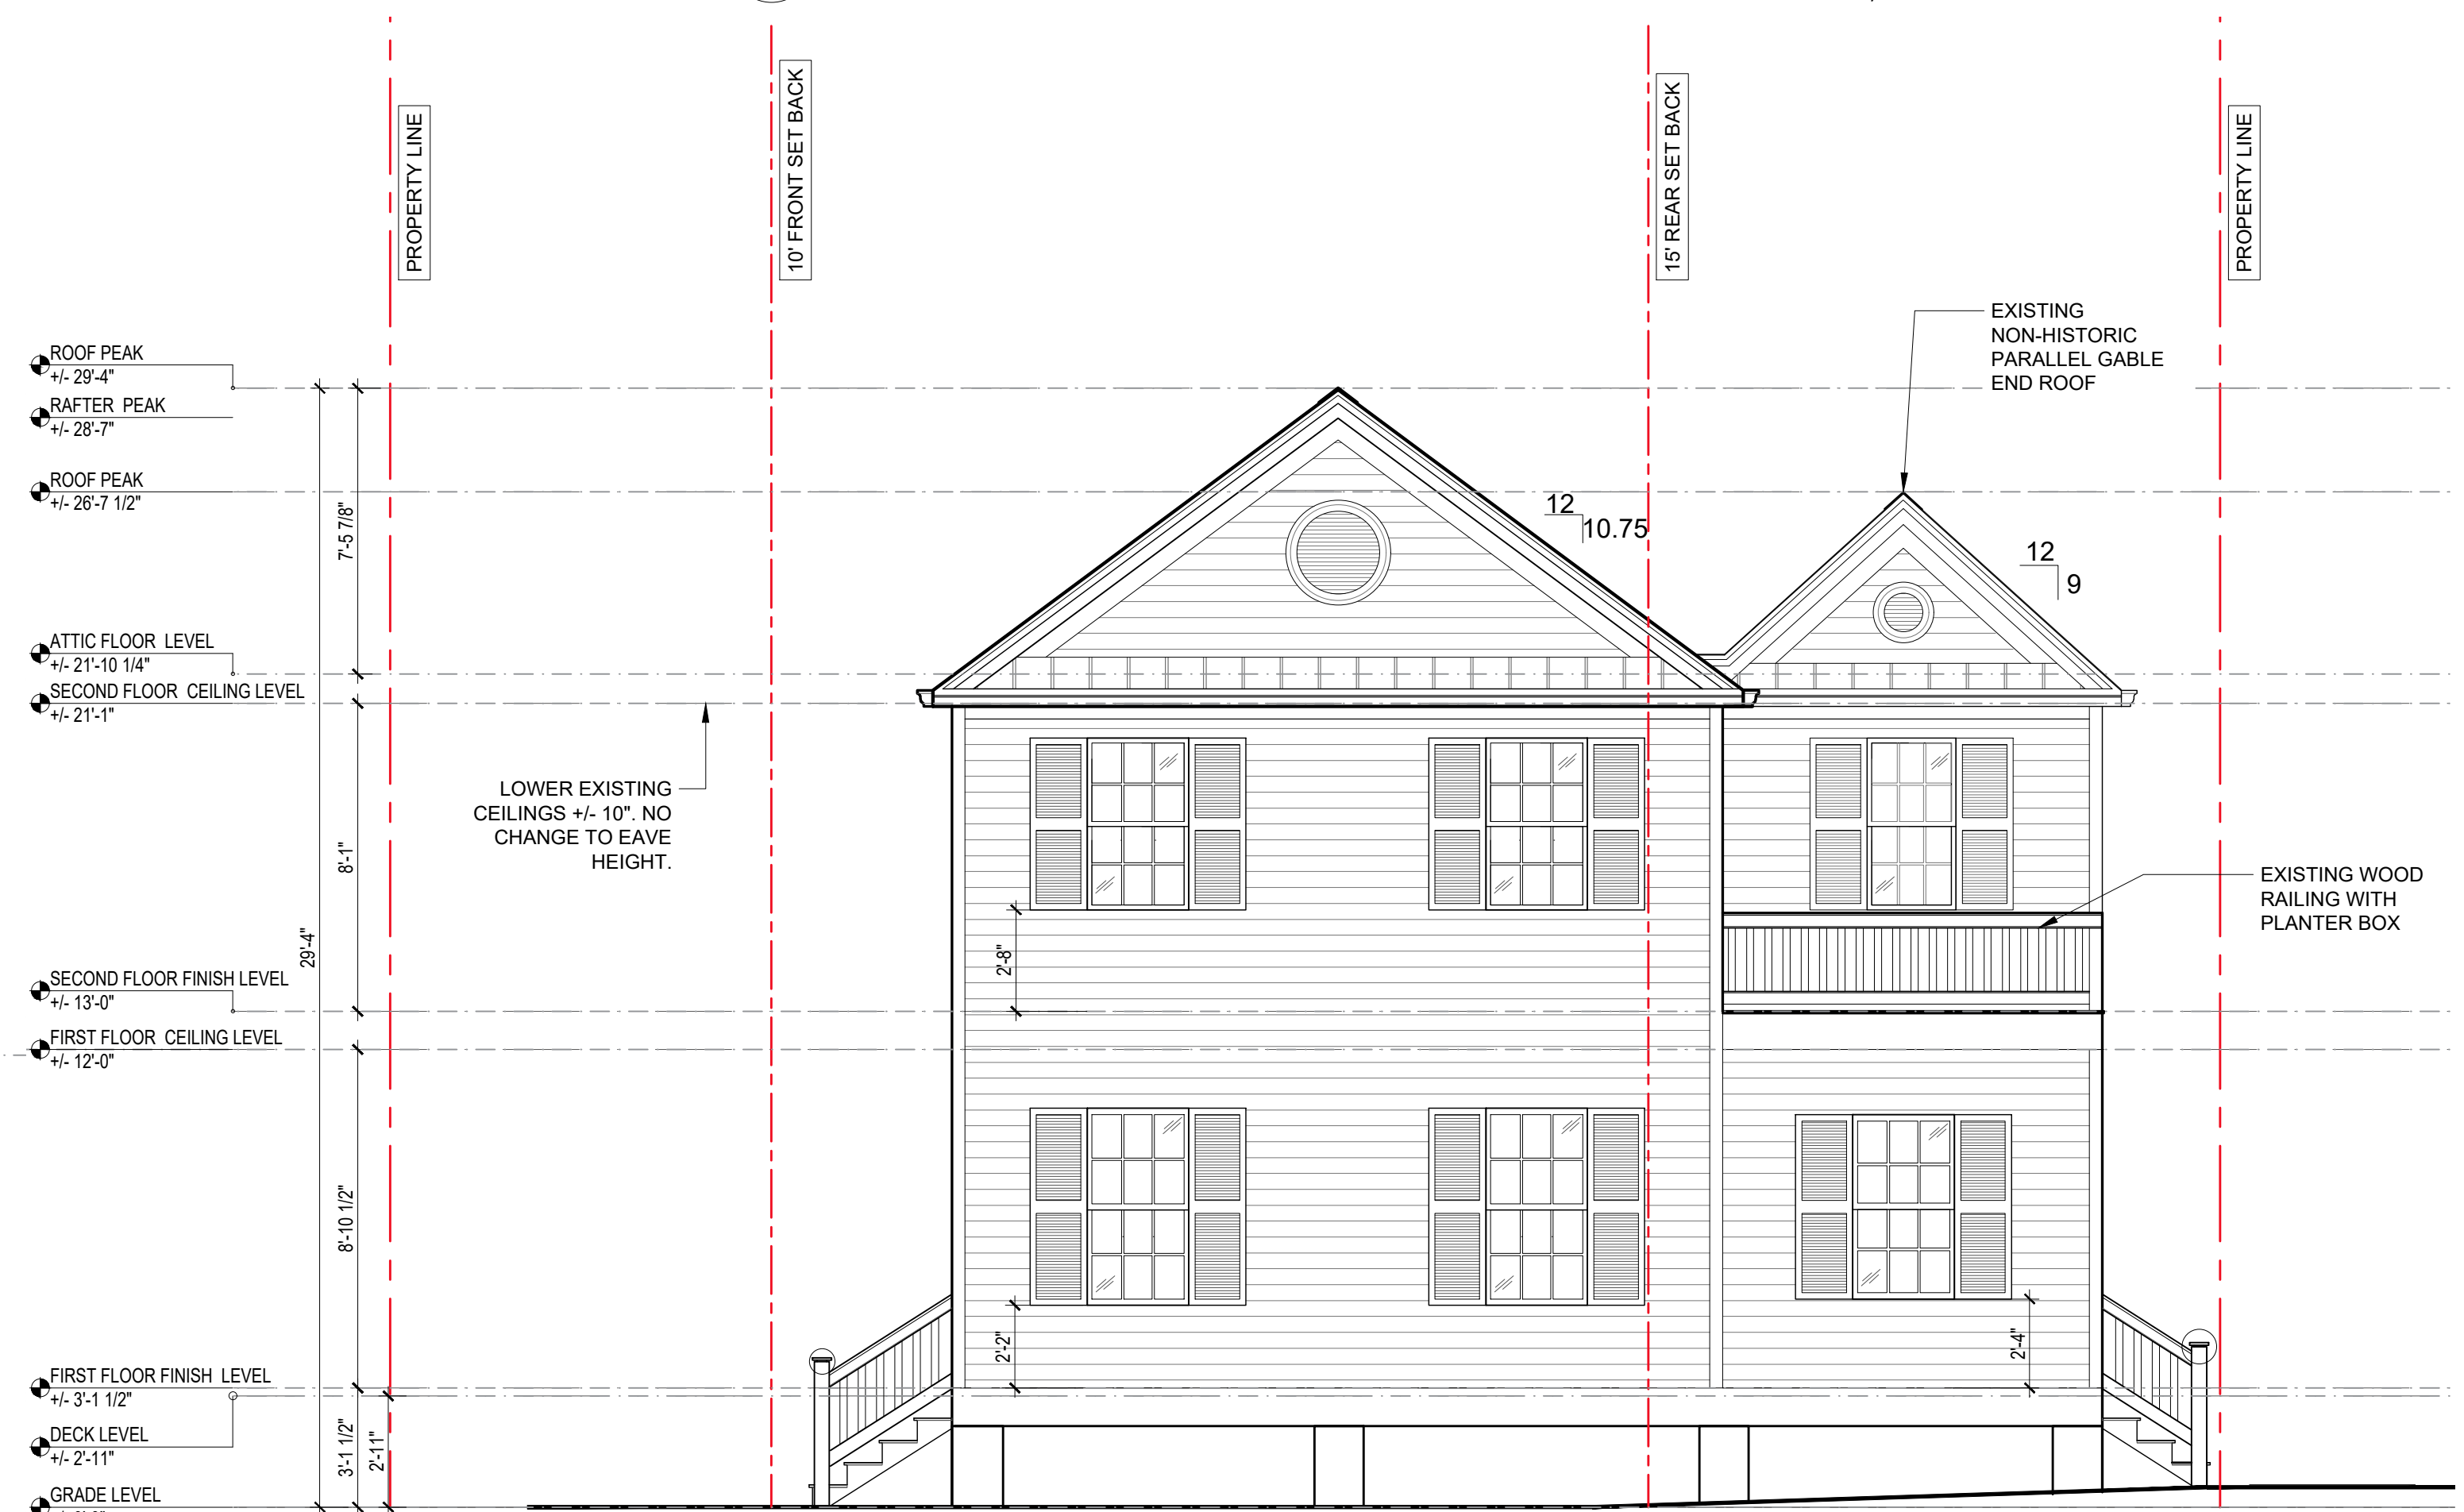 PROPERTY LINE
10' FRONT SET BACK
15' REAR SET BACK
PROPERTY LINE
EXISTING
NON-HISTORIC
PARALLEL GABLE
END ROOF
ROOF PEAK
+/- 29'-4"
RAFTER PEAK
+/- 28'-7"
ROOF PEAK
+/- 26'-7 1/2"
7'-5 7/8"
12
10.75
12
9
ATTIC FLOOR LEVEL
+/- 21'-10 1/4"
SECOND FLOOR CEILING LEVEL
+/- 21'-1"
LOWER EXISTING
CEILINGS +/- 10". NO
CHANGE TO EAVE
HEIGHT.
8'-1"
29'-4"
2'-8"
EXISTING WOOD
RAILING WITH
PLANTER BOX
SECOND FLOOR FINISH LEVEL
+/- 13'-0"
FIRST FLOOR CEILING LEVEL
+/- 12'-0"
8'-10 1/2"
2'-2"
2'-4"
FIRST FLOOR FINISH LEVEL
+/- 3'-1 1/2"
DECK LEVEL
+/- 2'-11"
3'-1 1/2"
2'-11"
GRADE LEVEL